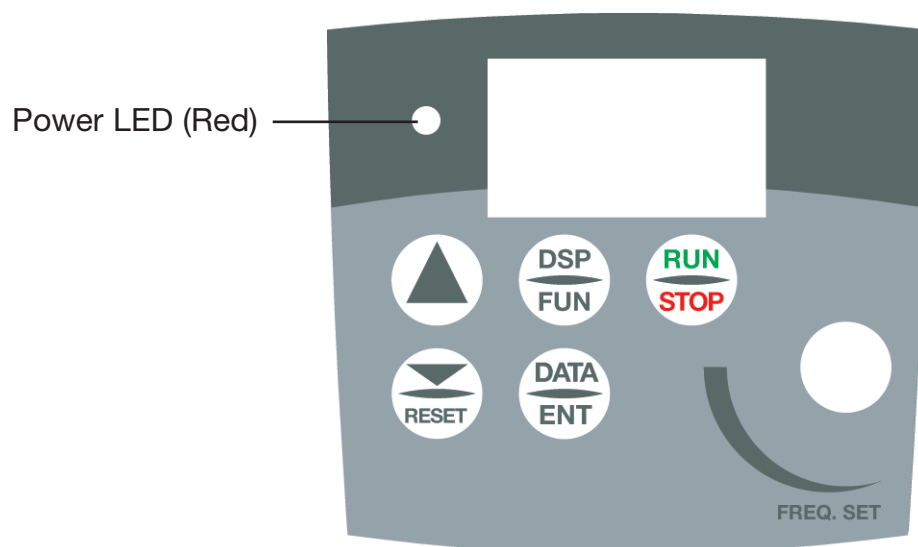 Power LED (Red)
DSP
FUN
RUN
STOP
RESET
DATA
ENT
FREQ. SET